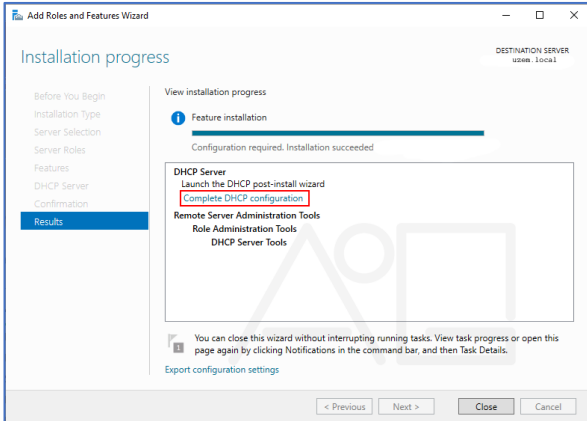 Add Roles and Features Wizard
Installation progress
DESTINATION SERVER
uzem.local
Before You Begin
Installation Type
Server Selection
Server Roles
Features
DHCP Server
Confirmation
Results
View installation progress
Feature installation
Configuration required. Installation succeeded
DHCP Server
Launch the DHCP post-install wizard
Complete DHCP configuration
Remote Server Administration Tools
Role Administration Tools
DHCP Server Tools
1
You can close this wizard without interrupting running tasks. View task progress or open this
page again by clicking Notifications in the command bar, and then Task Details.
Export configuration settings
< Previous
Next >
Close
Cancel